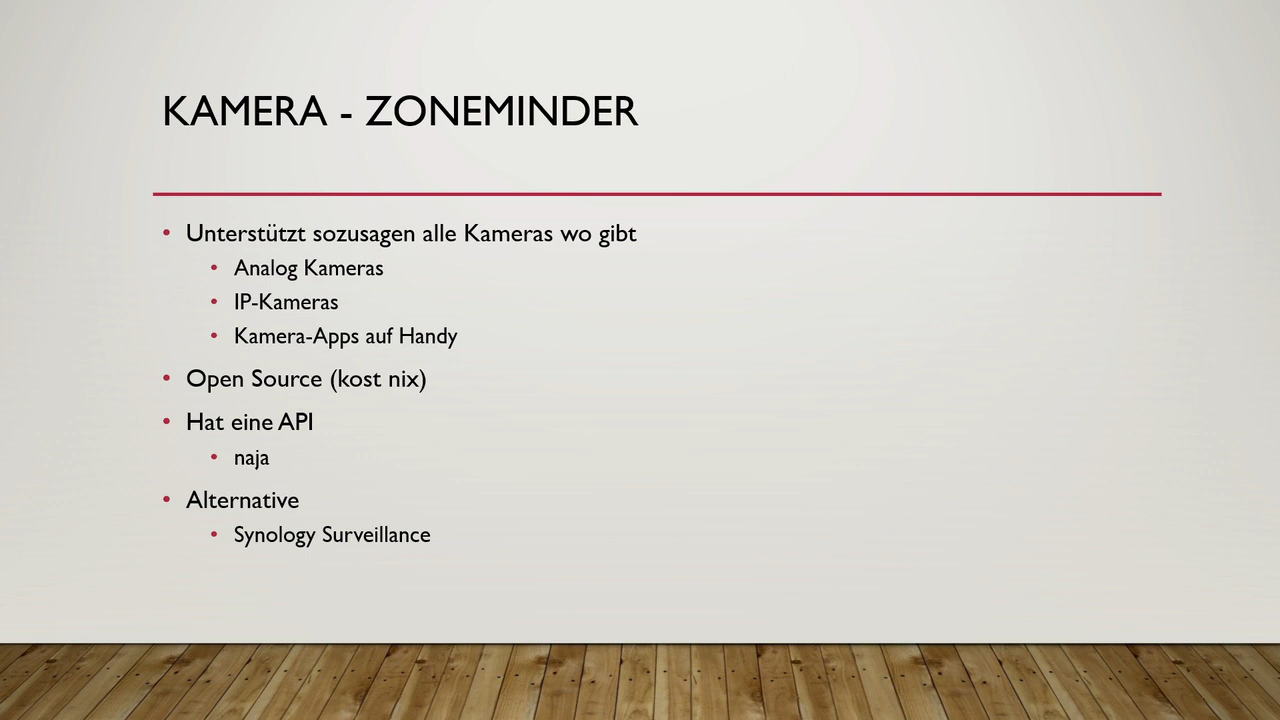 KAMERA - ZONEMINDER
• Unterstützt sozusagen alle Kameras wo gibt
• Analog Kameras
• IP-Kameras
• Kamera-Apps auf Handy
• Open Source (kost nix)
• Hat eine API
• naja
• Alternative
• Synology Surveillance